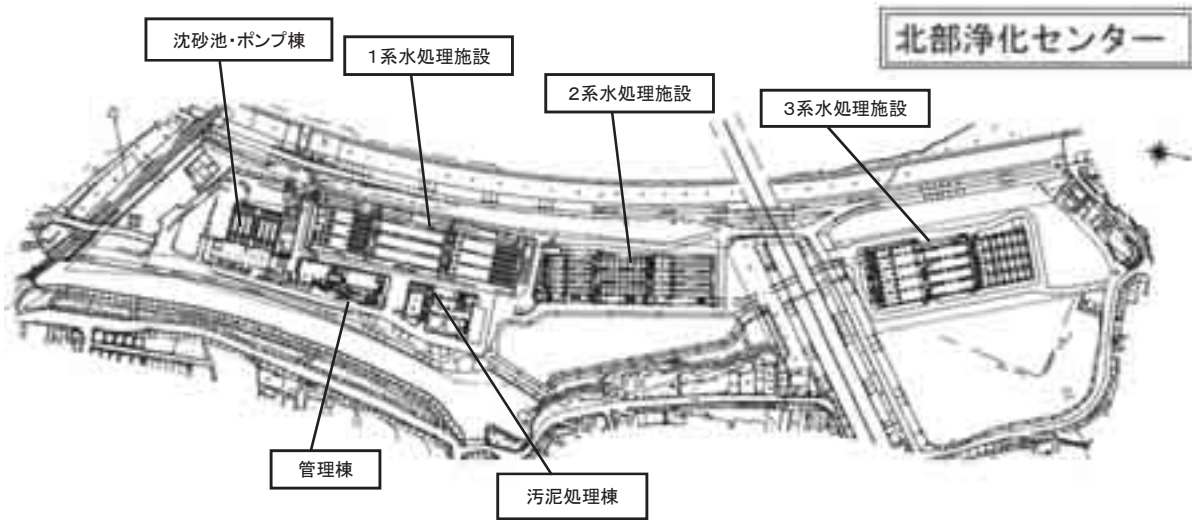 北部浄化センター
沈砂池・ポンプ棟
1系水処理施設
2系水処理施設
3系水処理施設
管理棟
汚泥処理棟